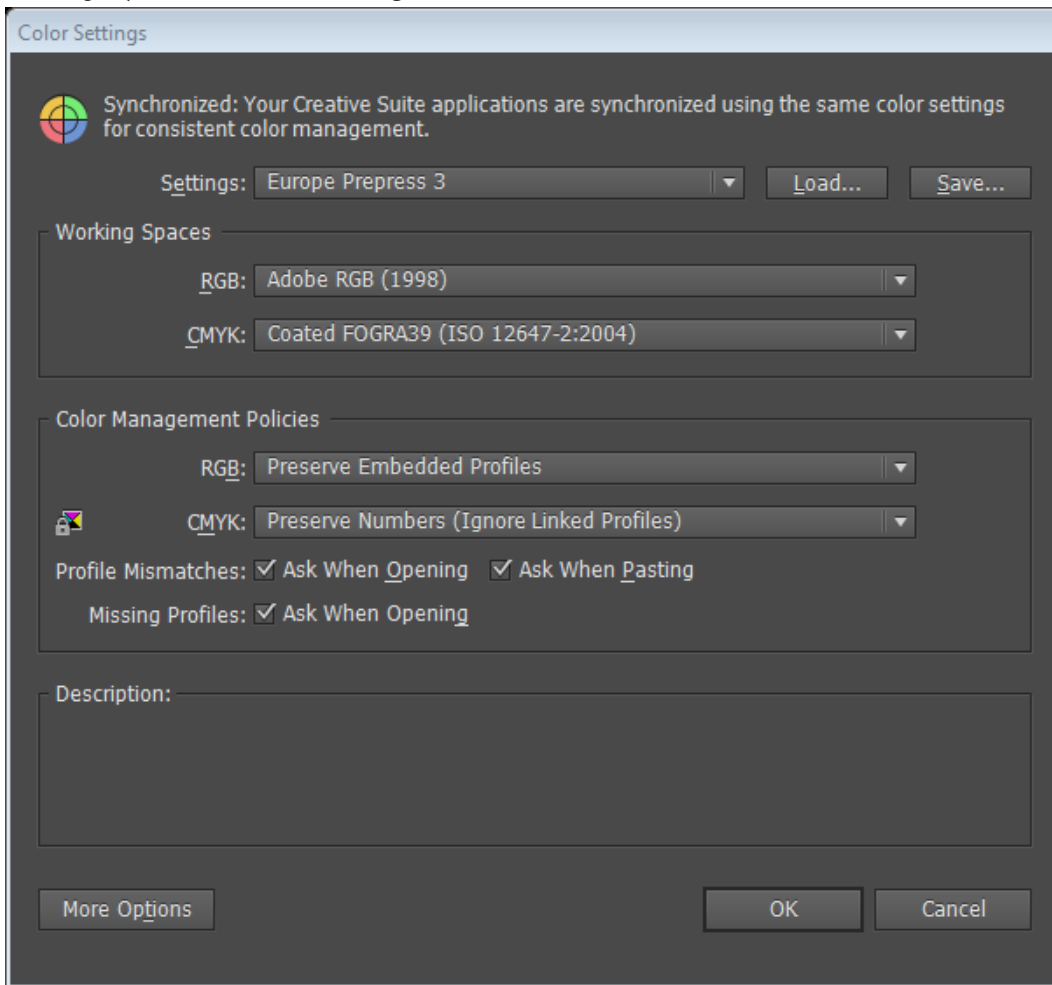 Color Settings
Synchronized: Your Creative Suite applications are synchronized using the same color settings
for consistent color management.
Settings: Europe Prepress 3 Load... Save...
Working Spaces
RGB: Adobe RGB (1998)
CMYK: Coated FOGRA39 (ISO 12647-2:2004)
Color Management Policies
RGB: Preserve Embedded Profiles
CMYK: Preserve Numbers (Ignore Linked Profiles)
Profile Mismatches: Ask When Opening Ask When Pasting
Missing Profiles: Ask When Opening
Description:
More Options OK Cancel